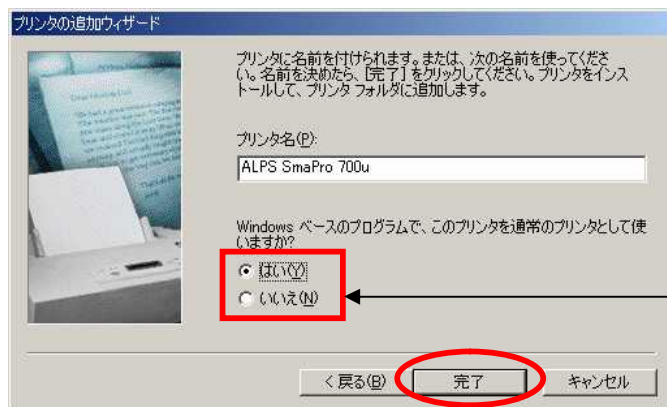 プリンタの追加ウィザード
プリンタに名前を付けられます。または、次の名前を使ってくださ
い。名前を決めたら、[完了] をクリックしてください。プリンタをインス
トールして、プリンタ フォルダに追加します。
プリンタ名(P):
ALPS SmaPro 700u
Windows ベースのプログラムで、このプリンタを通常のプリンタとして使
いますか?
はい(Y)
いいえ(N)
< 戻る(B) 完了 キャンセル